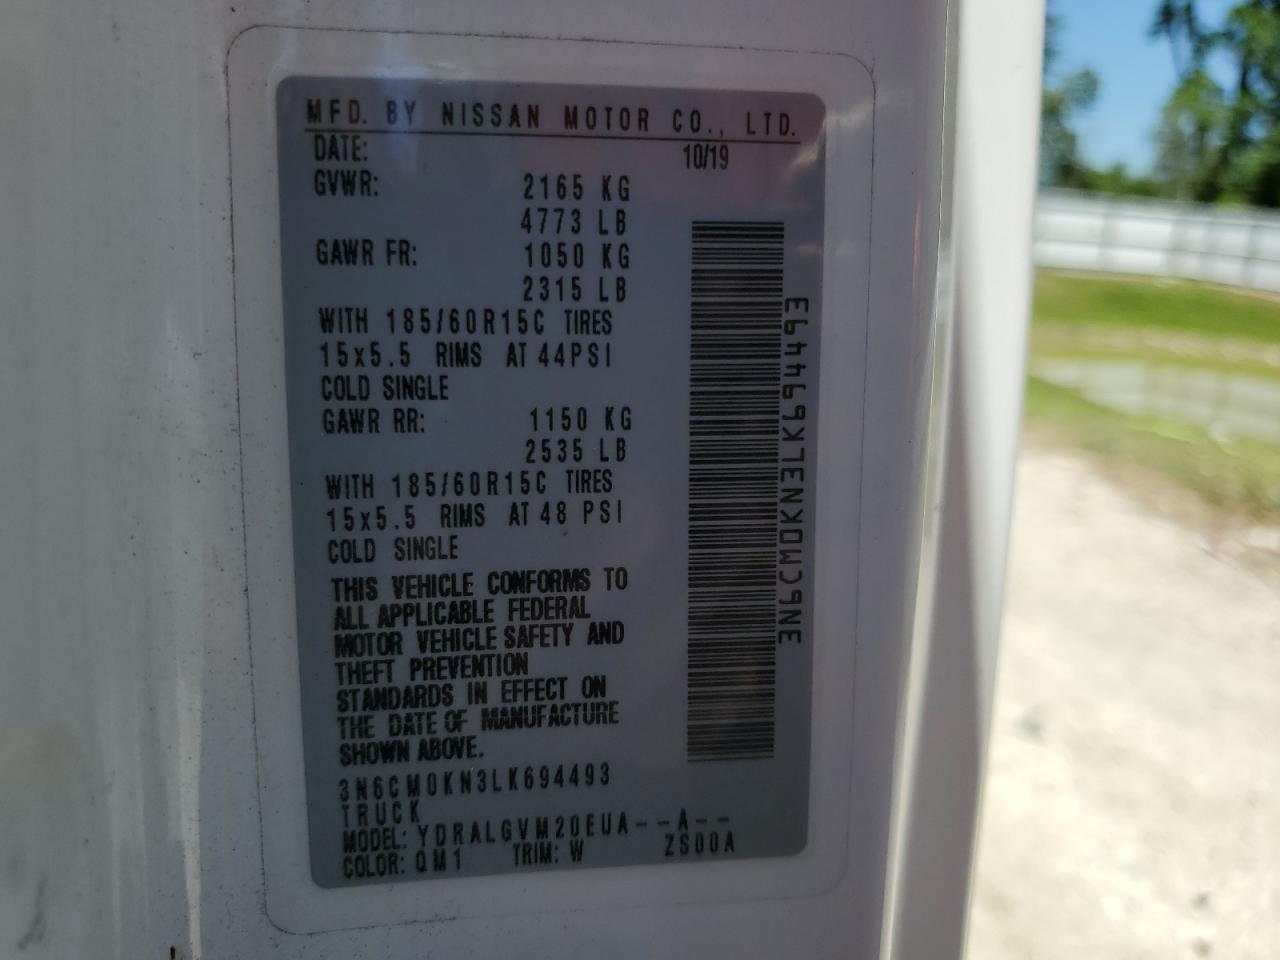 MFD. BY NISSAN MOTOR CO., LTD.
DATE: 10/19
GVWR: 2165 KG
4773 LB
GAWR FR: 1050 KG
2315 LB
WITH 185/60R15C TIRES
15x5.5 RIMS AT 44PSI
COLD SINGLE
GAWR RR: 1150 KG
2535 LB
WITH 185/60R15C TIRES
15x5.5 RIMS AT 48 PSI
COLD SINGLE
THIS VEHICLE CONFORMS TO
ALL APPLICABLE FEDERAL
MOTOR VEHICLE SAFETY AND
THEFT PREVENTION
STANDARDS IN EFFECT ON
THE DATE OF MANUFACTURE
SHOWN ABOVE.
3N6CM0KN3LK694493
TRUCK
MODEL: YDRALGVM20EUA--A--
COLOR: QM1 TRIM: W ZS00A
3N6CM0KN3LK694493